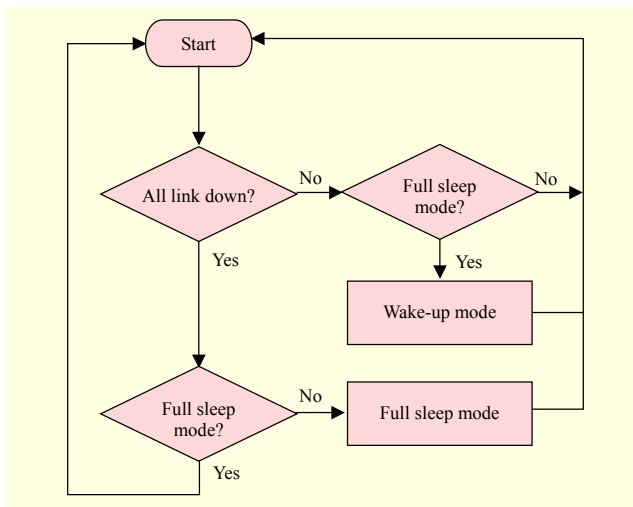 Start
All link down?
No
Full sleep
mode?
No
Yes
Yes
Wake-up mode
Full sleep
mode?
No
Full sleep mode
Yes